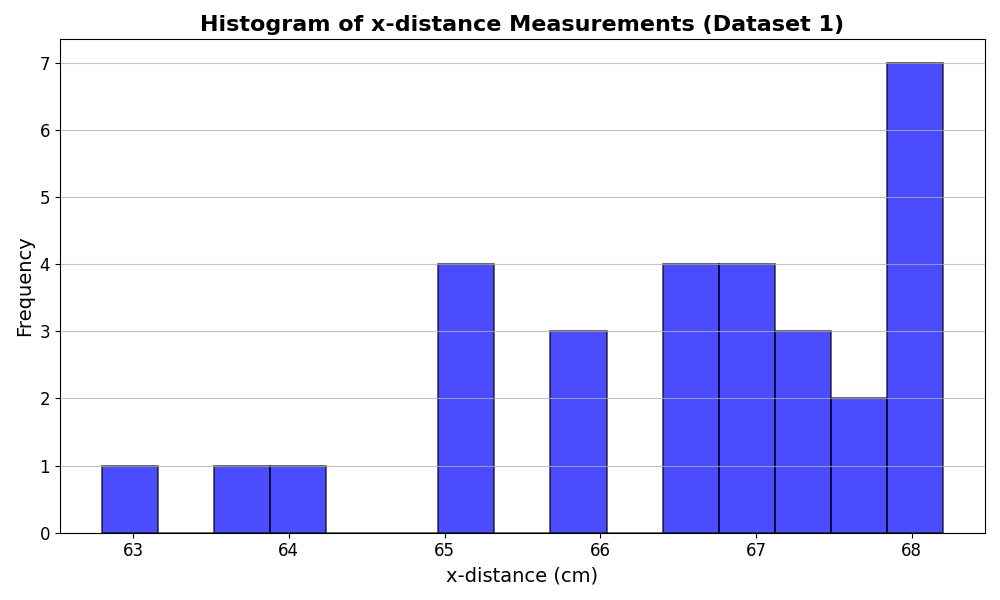 Histogram of x-distance Measurements (Dataset 1)
Frequency
7
6
5
4
3
2
1
0
63 64 65 66 67 68
x-distance (cm)